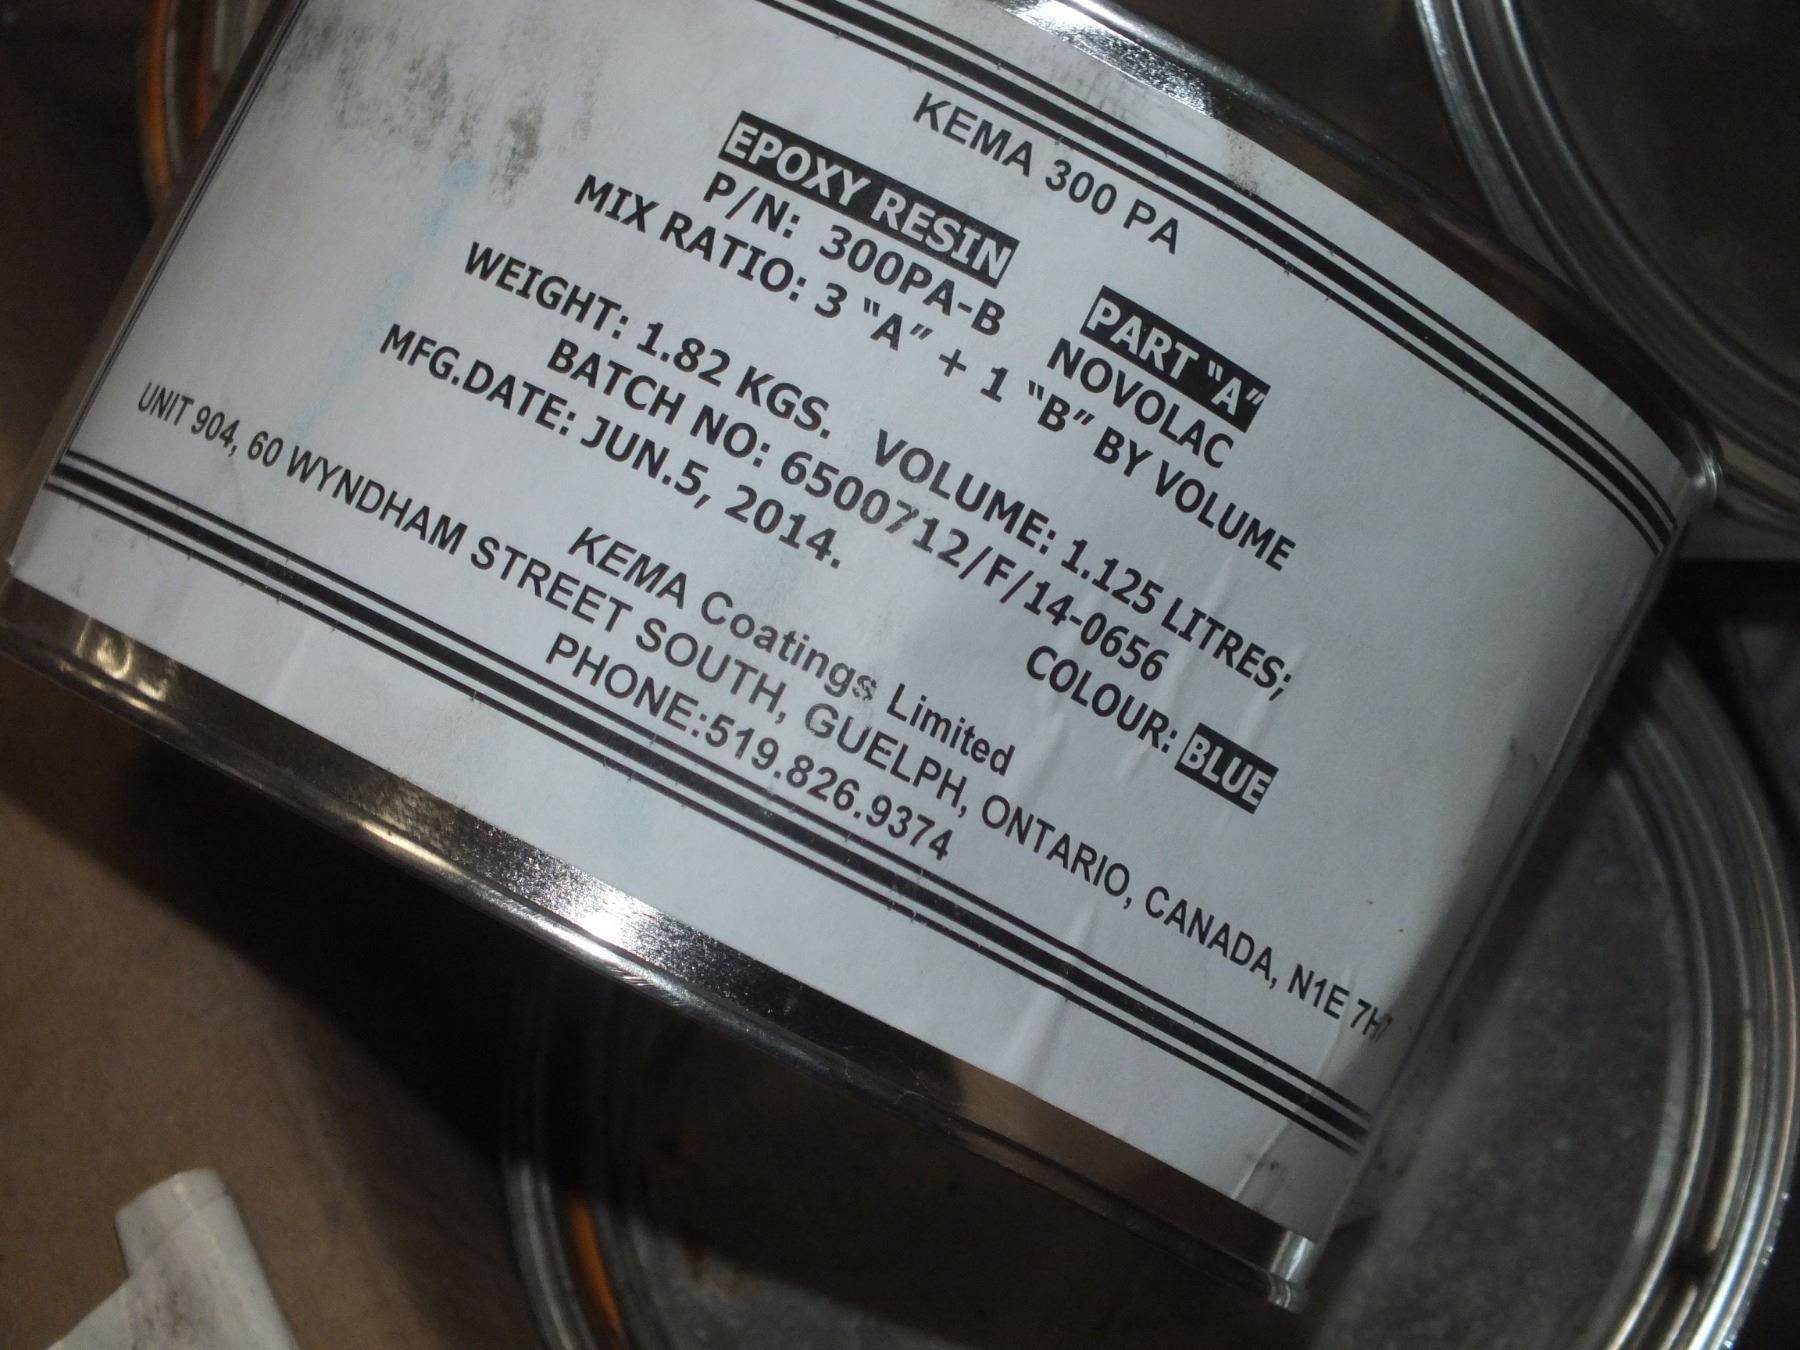 KEMA 300 PA
EPOXY RESIN PART "A"
P/N: 300PA-B NOVOLAC
MIX RATIO: 3 "A" + 1 "B" BY VOLUME
WEIGHT: 1.82 KGS. VOLUME: 1.125 LITRES;
BATCH NO: 6500712/F/14-0656
MFG.DATE: JUN.5, 2014. COLOUR: BLUE
KEMA Coatings Limited
UNIT 904, 60 WYNDHAM STREET SOUTH, GUELPH, ONTARIO, CANADA, N1E 7H7
PHONE:519.826.9374